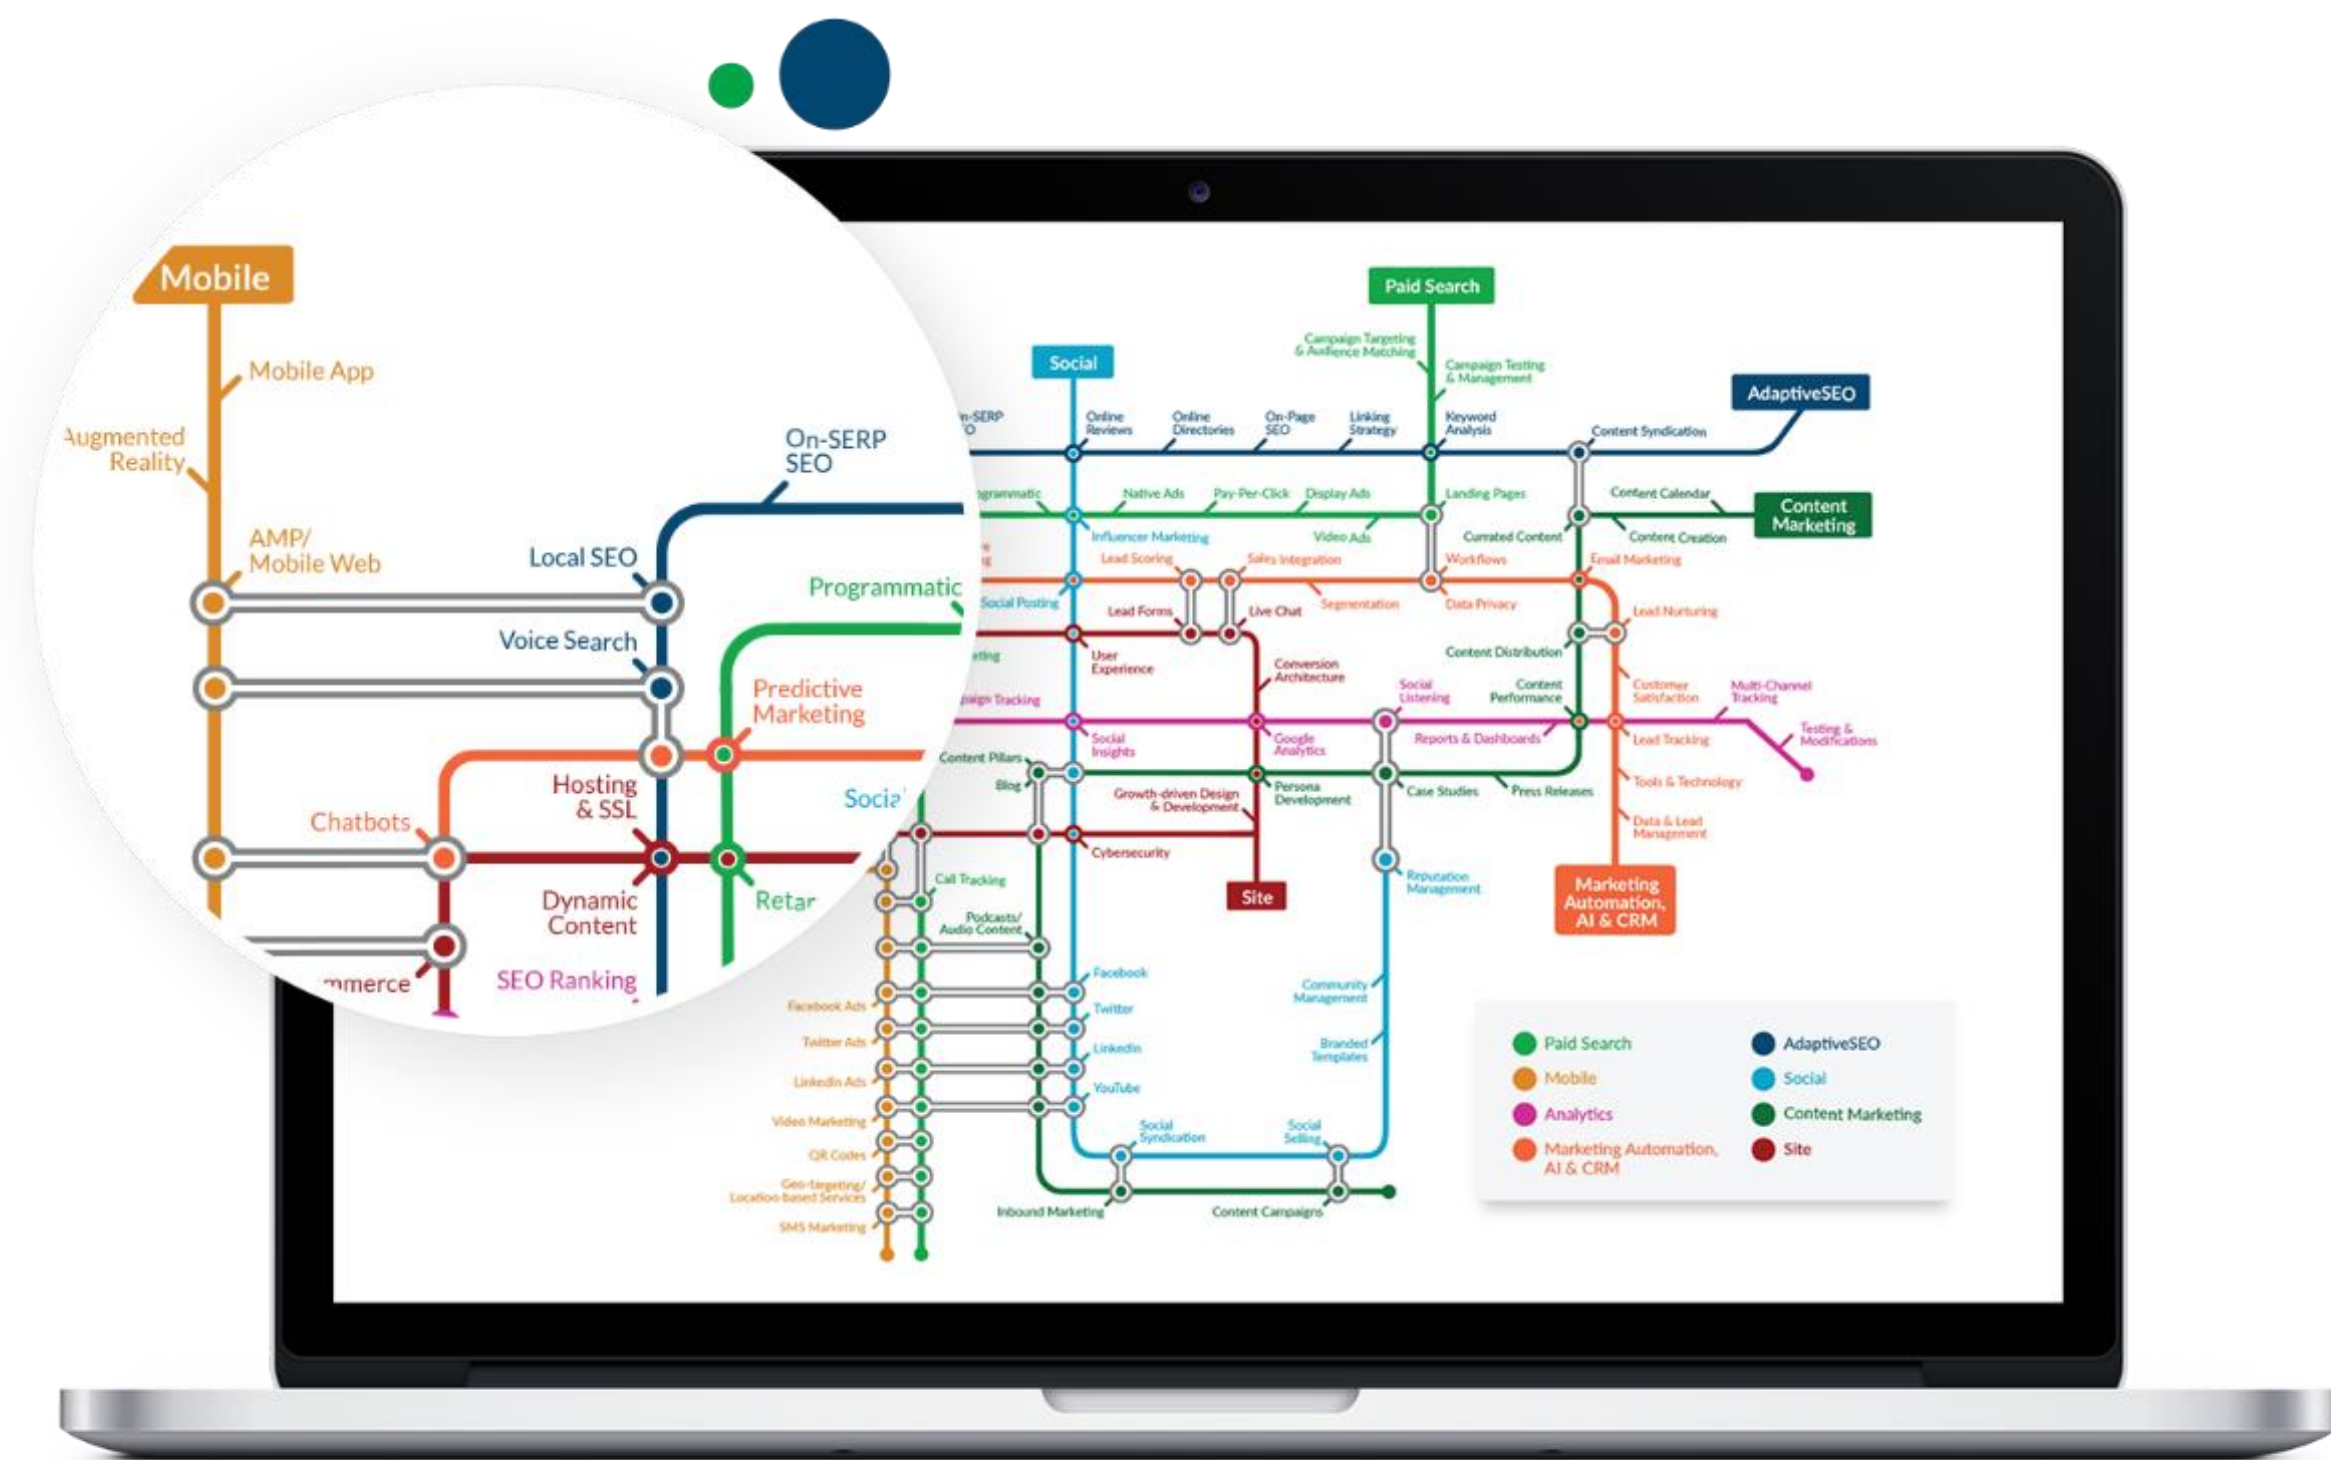 Mobile
Mobile App
Augmented
Reality
AMP/
Mobile Web
Local SEO
Voice Search
On-SERP
SEO
Programmatic
Predictive
Marketing
Hosting
& SSL
Chatbots
Dynamic
Content
SEO Ranking
Paid Search
Campaign Targeting
& Audience Matching
Campaign Testing
& Management
Social
AdaptiveSEO
Online
Reviews
Online
Directories
On-Page
SEO
Linking
Strategy
Keyword
Analysis
Content Syndication
Native Ads
Pay-Per-Click
Display Ads
Landing Pages
Content Calendar
Content
Marketing
Influencer Marketing
Video Ads
Currated Content
Content Creation
Lead Scoring
Sales Integration
Workflows
Email Marketing
Social Posting
Lead Forms
Live Chat
Segmentation
Data Privacy
Lead Nurturing
User
Experience
Conversion
Architecture
Content Distribution
Social
Listening
Content
Performance
Customer
Satisfaction
Multi-Channel
Tracking
Tracking
Social
Insights
Google
Analytics
Reports & Dashboards
Lead Tracking
Testing &
Modifications
Content Pillars
Blog
Growth-driven Design
& Development
Persona
Development
Case Studies
Press Releases
Tools & Technology
Data & Lead
Management
Cybersecurity
Call Tracking
Site
Reputation
Management
Marketing
Automation,
AI & CRM
Podcasts/
Audio Content
Facebook
Twitter
LinkedIn
YouTube
Community
Management
Branded
Templates
Facebook Ads
Twitter Ads
LinkedIn Ads
Video Marketing
QR Codes
Geo-targeting/
Location-based Services
SMS Marketing
Social
Syndication
Social
Selling
Inbound Marketing
Content Campaigns
Paid Search
Mobile
Analytics
Marketing Automation,
AI & CRM
AdaptiveSEO
Social
Content Marketing
Site